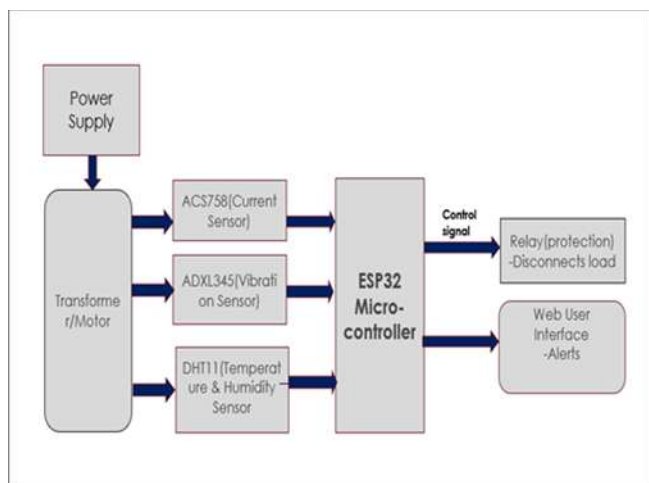 Power
Supply
ACS758(Current
Sensor)
ADXL345(Vibrati
on Sensor)
Transforme
r/Motor
DHT11(Temperat
ure & Humidity
Sensor
ESP32
Micro-
controller
Control
signal
Relay(protection)
-Disconnects load
Web User
Interface
-Alerts